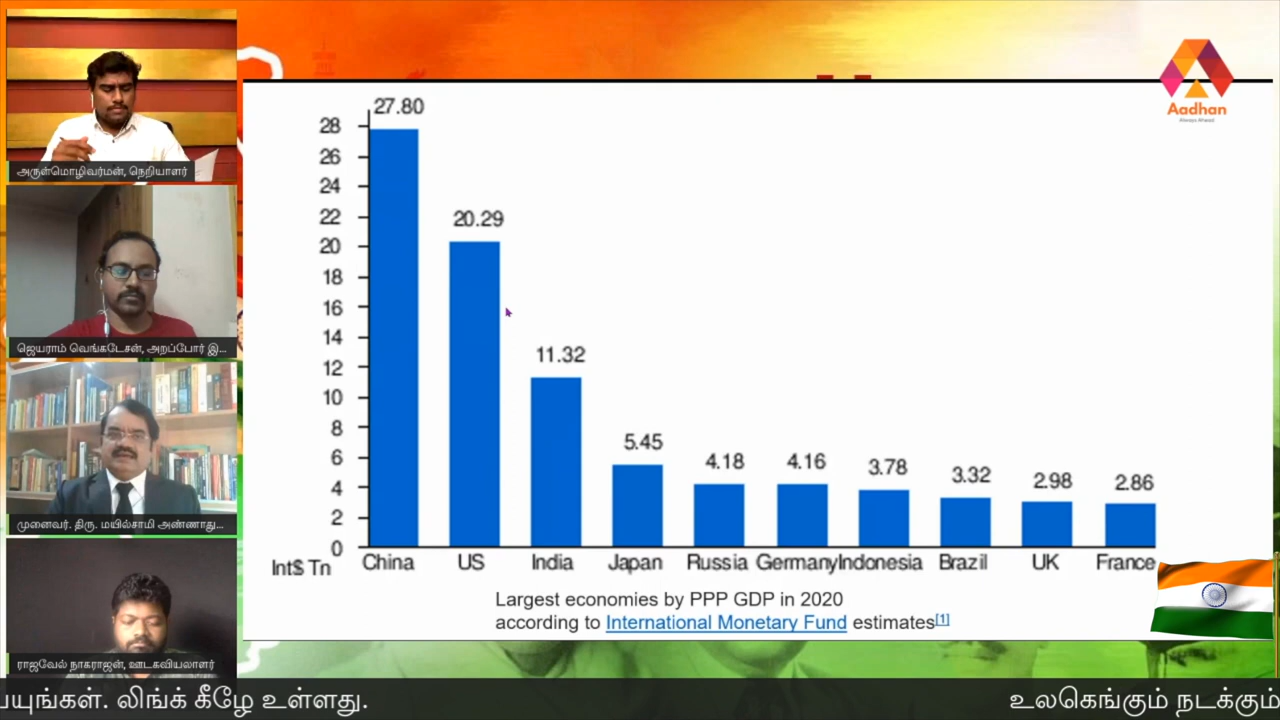 அருள்மொழிவர்மன், நெறியாளர்
ஜெயராம் வெங்கடேசன், அறப்போர் இ...
முனைவர். திரு. மயில்சாமி அண்ணாது...
ராஜவேல் நாகராஜன், ஊடகவியலாளர்
Aadhan
Always Ahead
27.80
20.29
11.32
5.45
4.18
4.16
3.78
3.32
2.98
2.86
28
26
24
22
20
18
16
14
12
10
8
6
4
2
0
Int$ Tn
China US India Japan Russia Germany Indonesia Brazil UK France
Largest economies by PPP GDP in 2020
according to International Monetary Fund estimates[1]
யுங்கள். லிங்க் கீழே உள்ளது. உலகெங்கும் நடக்கும்